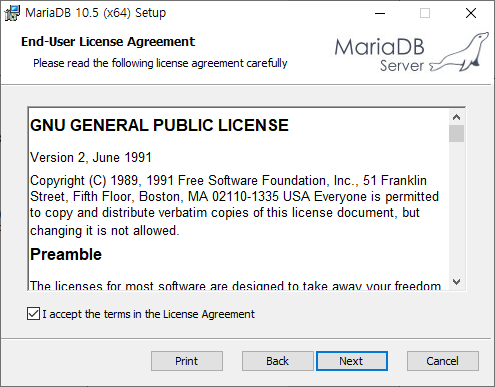 MariaDB 10.5 (x64) Setup
End-User License Agreement
Please read the following license agreement carefully
MariaDB
Server
GNU GENERAL PUBLIC LICENSE
Version 2, June 1991
Copyright (C) 1989, 1991 Free Software Foundation, Inc., 51 Franklin
Street, Fifth Floor, Boston, MA 02110-1335 USA Everyone is permitted
to copy and distribute verbatim copies of this license document, but
changing it is not allowed.
Preamble
The licenses for most software are designed to take away your freedom
I accept the terms in the License Agreement
Print
Back
Next
Cancel